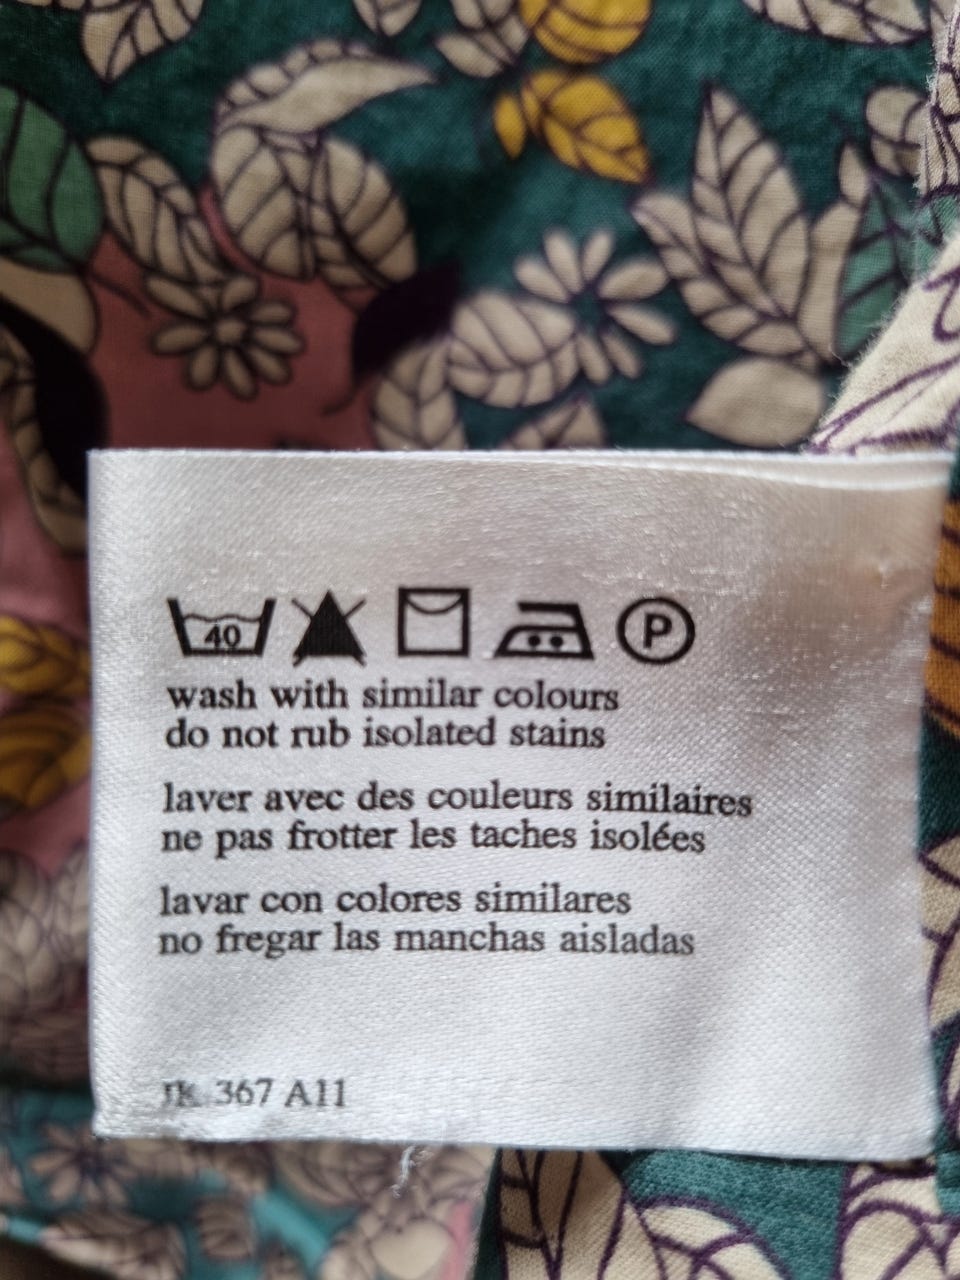 40 P
wash with similar colours
do not rub isolated stains
laver avec des couleurs similaires
ne pas frotter les taches isolées
lavar con colores similares
no fregar las manchas aisladas
367 A11